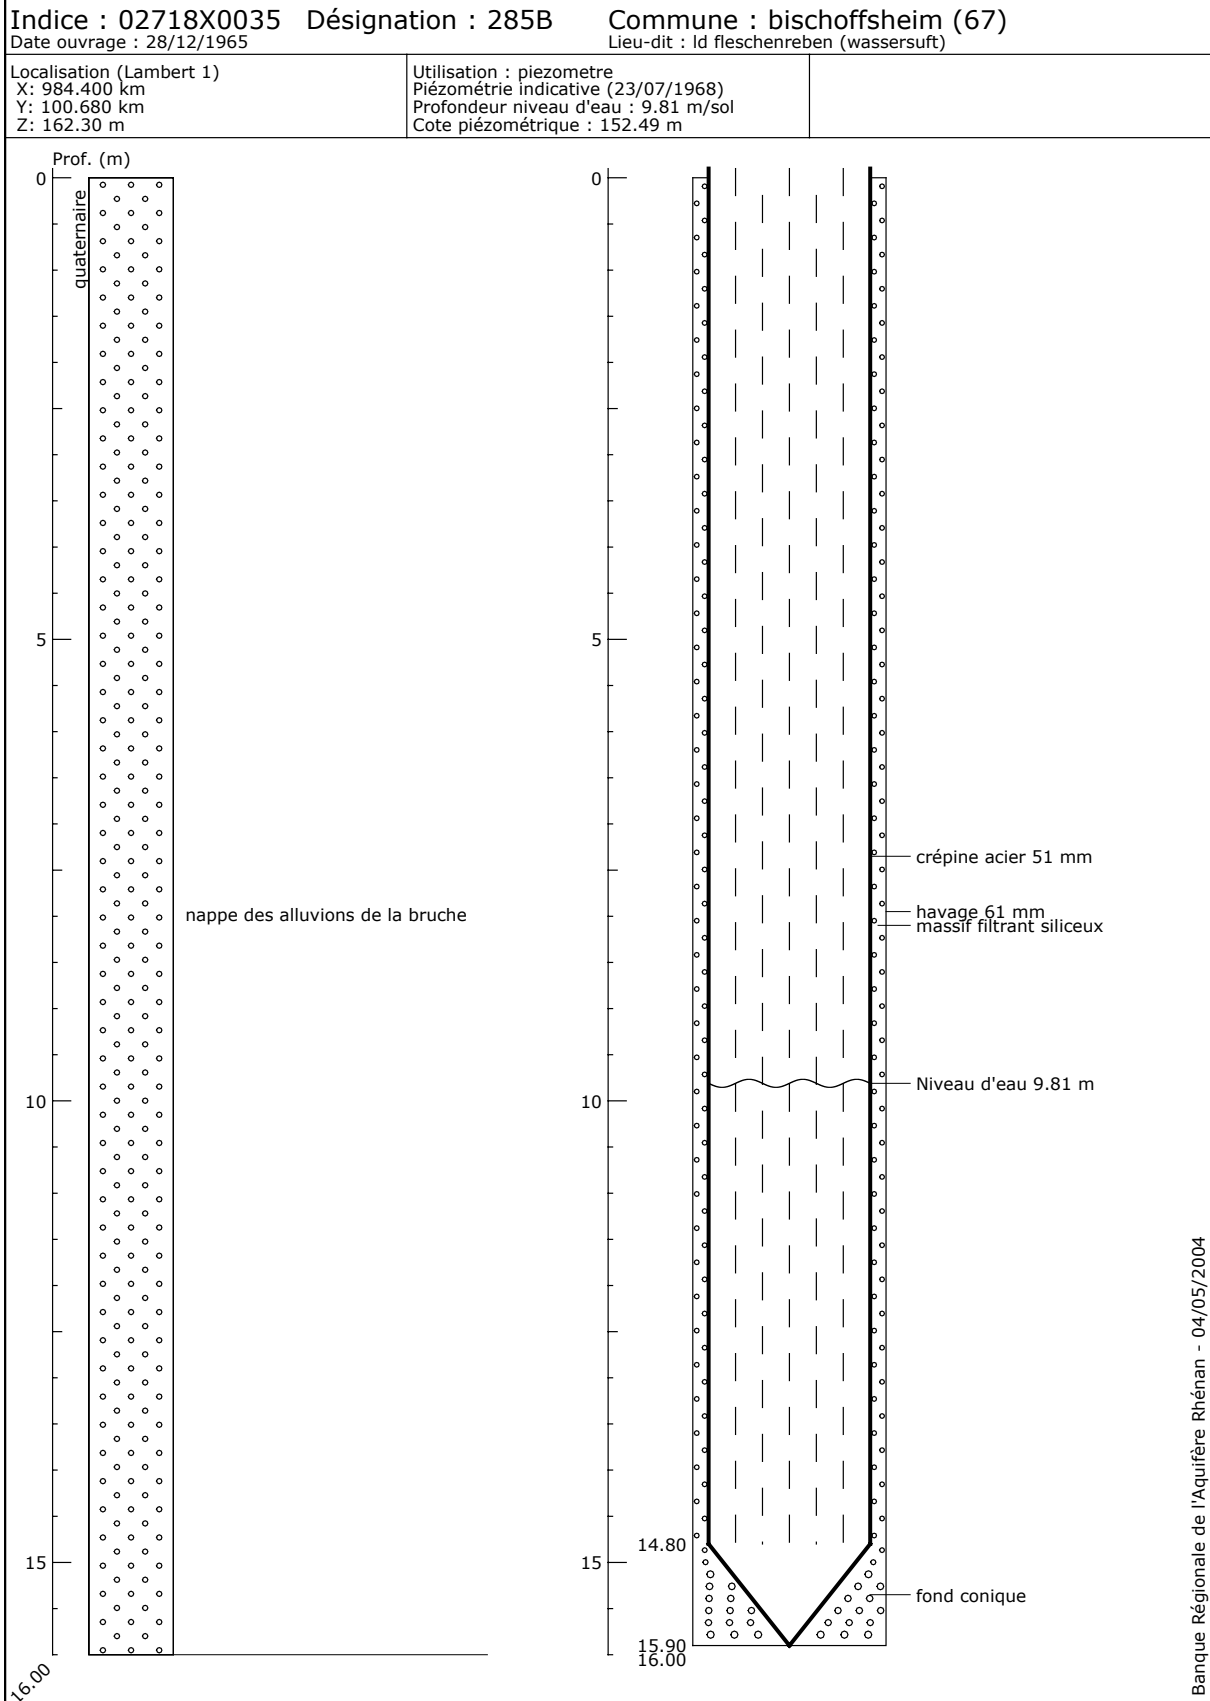 Indice : 02718X0035 Désignation : 285B Commune : bischoffsheim (67)
Date ouvrage : 28/12/1965 Lieu-dit : ld fleschenreben (wassersuft)
Localisation (Lambert 1)
X: 984.400 km
Y: 100.680 km
Z: 162.30 m
Utilisation : piezometre
Piézométrie indicative (23/07/1968)
Profondeur niveau d'eau : 9.81 m/sol
Cote piézométrique : 152.49 m
Prof. (m)
0
quaternaire
5
nappe des alluvions de la bruche
10
15
16.00
0
5
crépine acier 51 mm
havage 61 mm
massif filtrant siliceux
Niveau d'eau 9.81 m
10
14.80
15
fond conique
15.90
16.00
Banque Régionale de l'Aquifère Rhénan - 04/05/2004